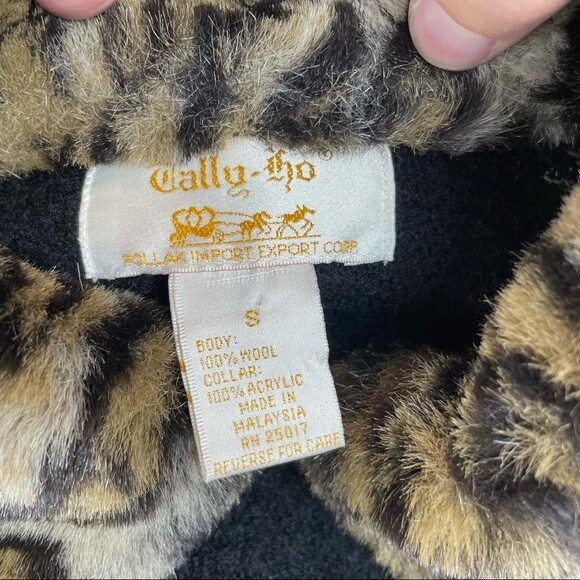 Tally-Ho®
POLLAK IMPORT EXPORT CORP.
S
BODY:
100% WOOL
COLLAR:
100% ACRYLIC
MADE IN
MALAYSIA
RN 25017
REVERSE FOR CARE